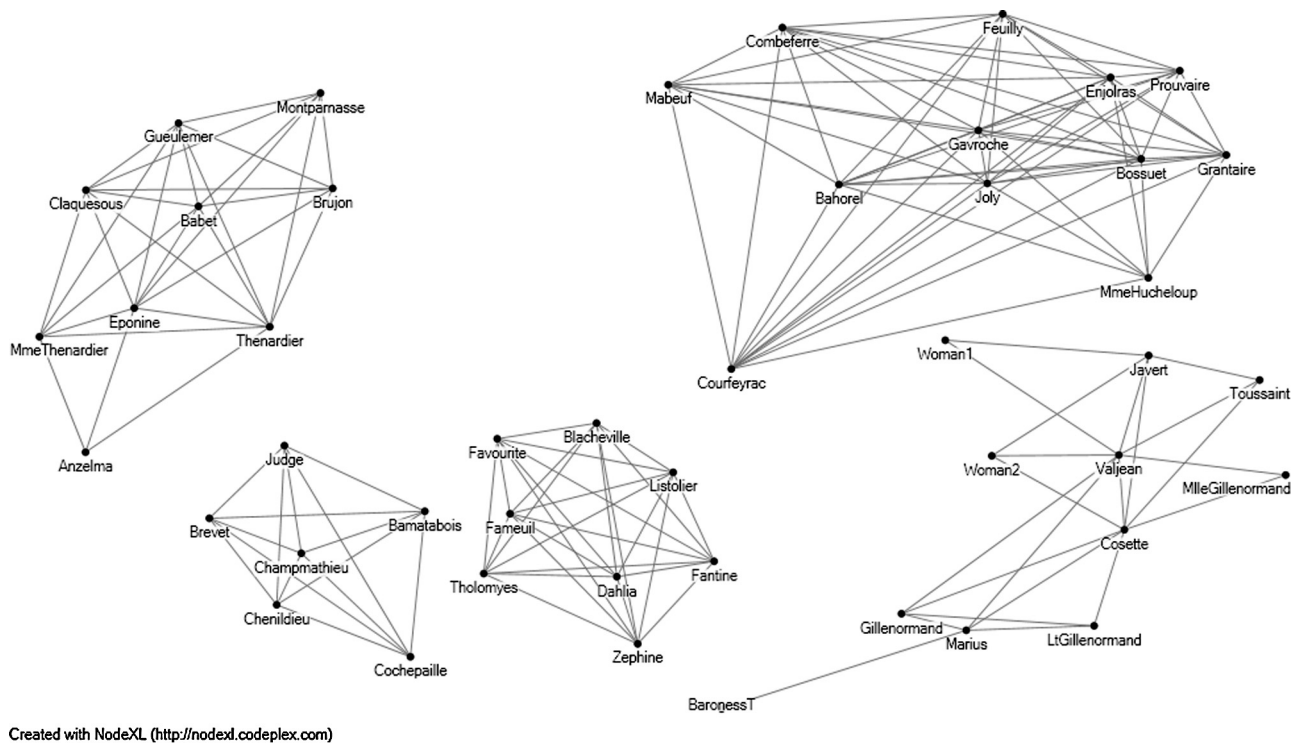 Feuilly
Combeferre
Enjolras
Prouvaire
Mabeuf
Montparnasse
Gueulemer
Gavroche
Bossuet
Grantaire
Bahorel
Joly
Claquesous
Babet
Brujon
MmeHucheloup
Eponine
Thenardier
MmeThenardier
Woman1
Javert
Courfeyrac
Toussaint
Anzelma
Judge
Favourite
Blacheville
Listolier
Woman2
Valjean
MlleGillenormand
Brevet
Bamatabois
Fameuil
Cosette
Champmathieu
Tholomyes
Dahlia
Fantine
Chenildieu
Gillenormand
Marius
LtGillenormand
Cochepaille
Zephine
BaronessT
Created with NodeXL (http://nodexl.codeplex.com)